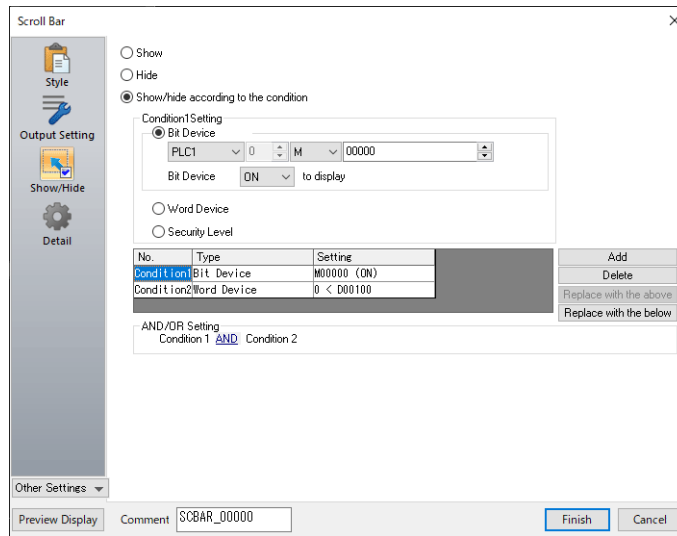 Scroll Bar
Style
Output Setting
Show/Hide
Detail
Other Settings
Preview Display
Show
Hide
Show/hide according to the condition
Condition1Setting
Bit Device
PLC1 0 M 00000
Bit Device ON to display
Word Device
Security Level
No. Type Setting
Condition1 Bit Device M00000 (ON)
Condition2 Word Device 0 < D00100
Add
Delete
Replace with the above
Replace with the below
AND/OR Setting
Condition 1 AND Condition 2
Comment SCBAR_00000
Finish Cancel